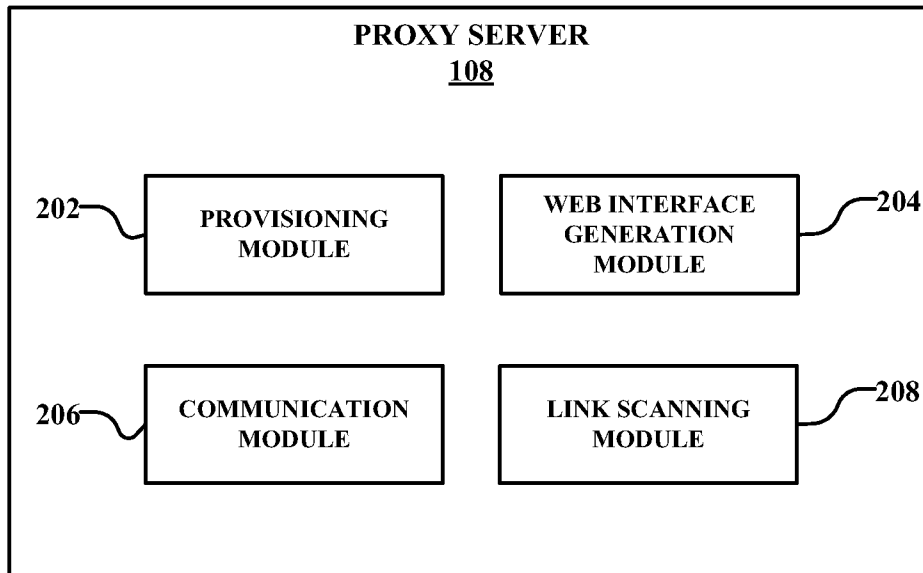 PROXY SERVER
108
202
PROVISIONING
MODULE
WEB INTERFACE
GENERATION
MODULE
204
206
COMMUNICATION
MODULE
LINK SCANNING
MODULE
208